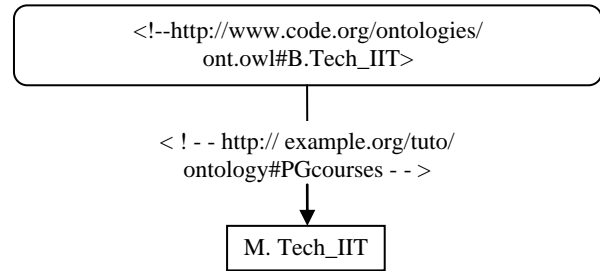 <!--http://www.code.org/ontologies/
ont.owl#B.Tech_IIT>
< ! - - http:// example.org/tuto/
ontology#PGcourses - - >
M. Tech_IIT